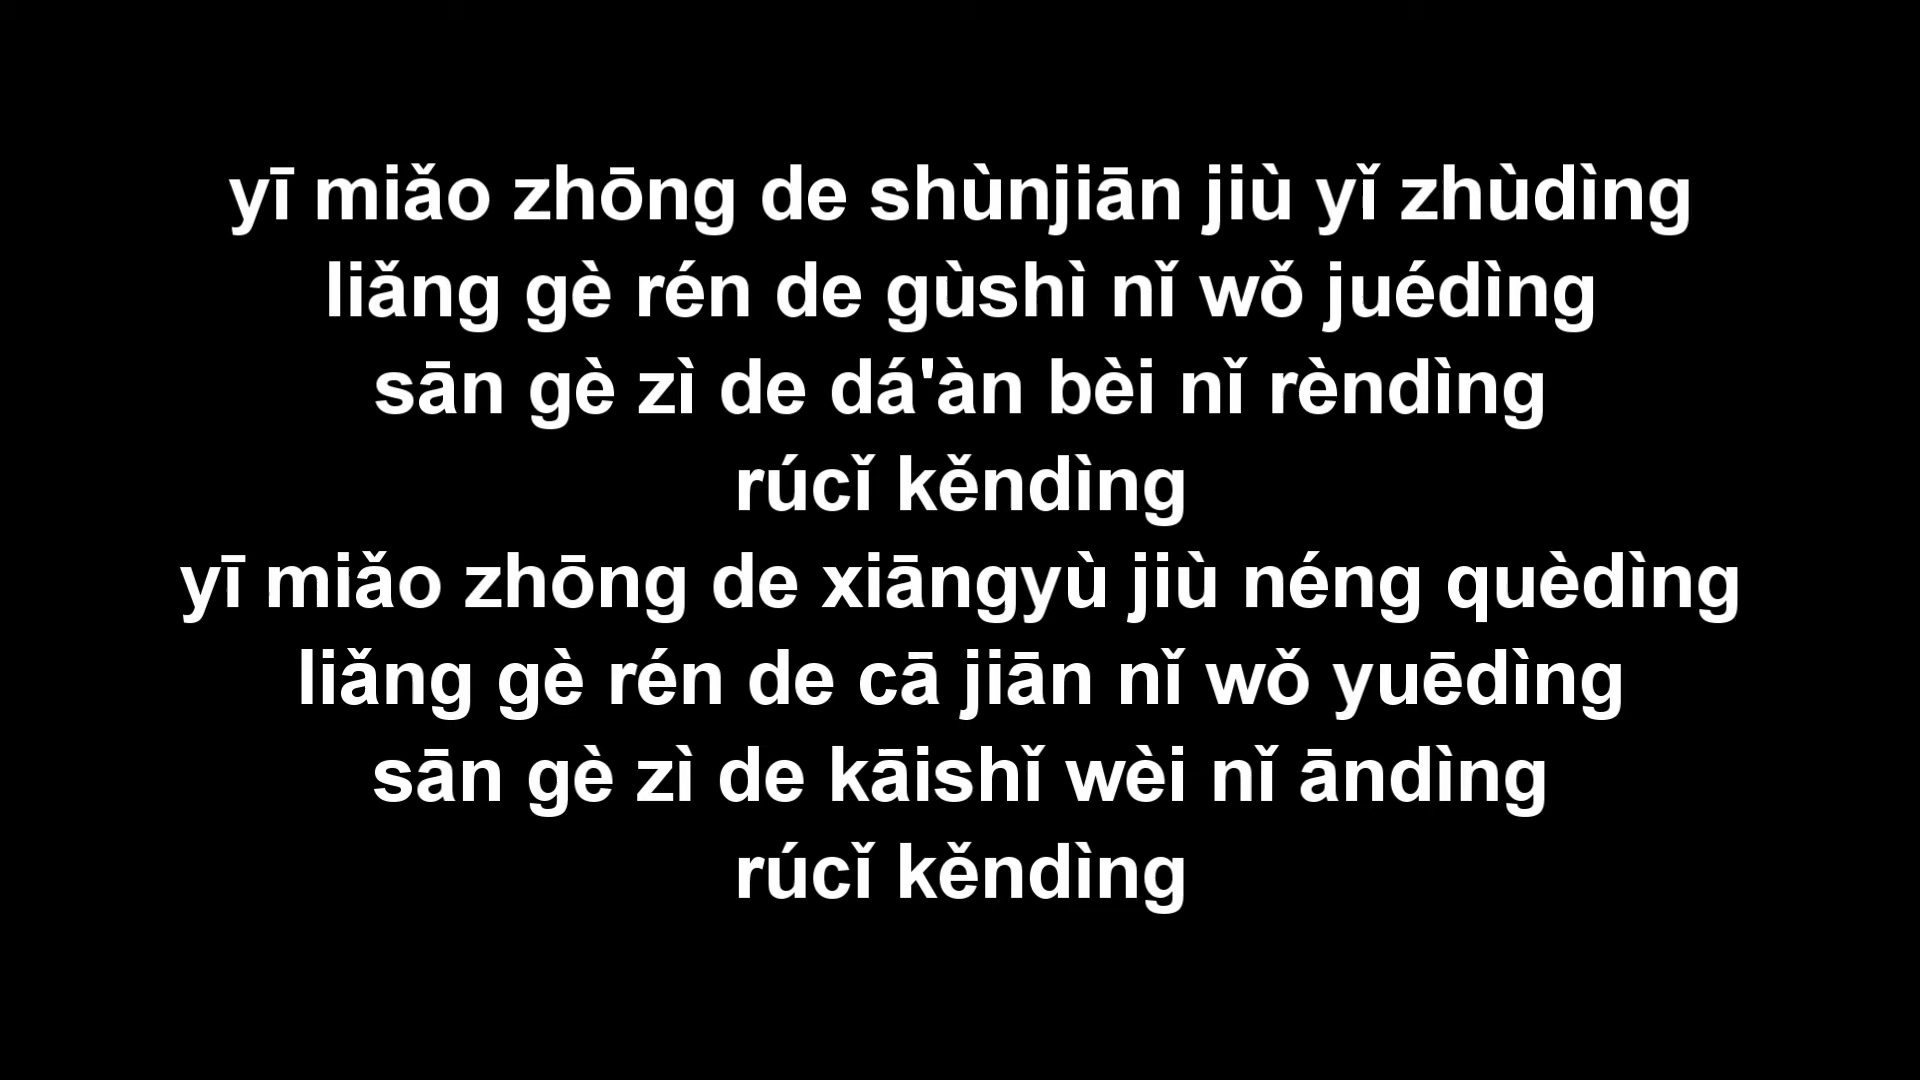 yī miǎo zhōng de shùnjiān jiù yǐ zhùdìng
liǎng gè rén de gùshì nǐ wǒ juédìng
sān gè zì de dá'àn bèi nǐ rèndìng
rúcǐ kěndìng
yī miǎo zhōng de xiāngyù jiù néng quèdìng
liǎng gè rén de cā jiān nǐ wǒ yuēdìng
sān gè zì de kāishǐ wèi nǐ āndìng
rúcǐ kěndìng